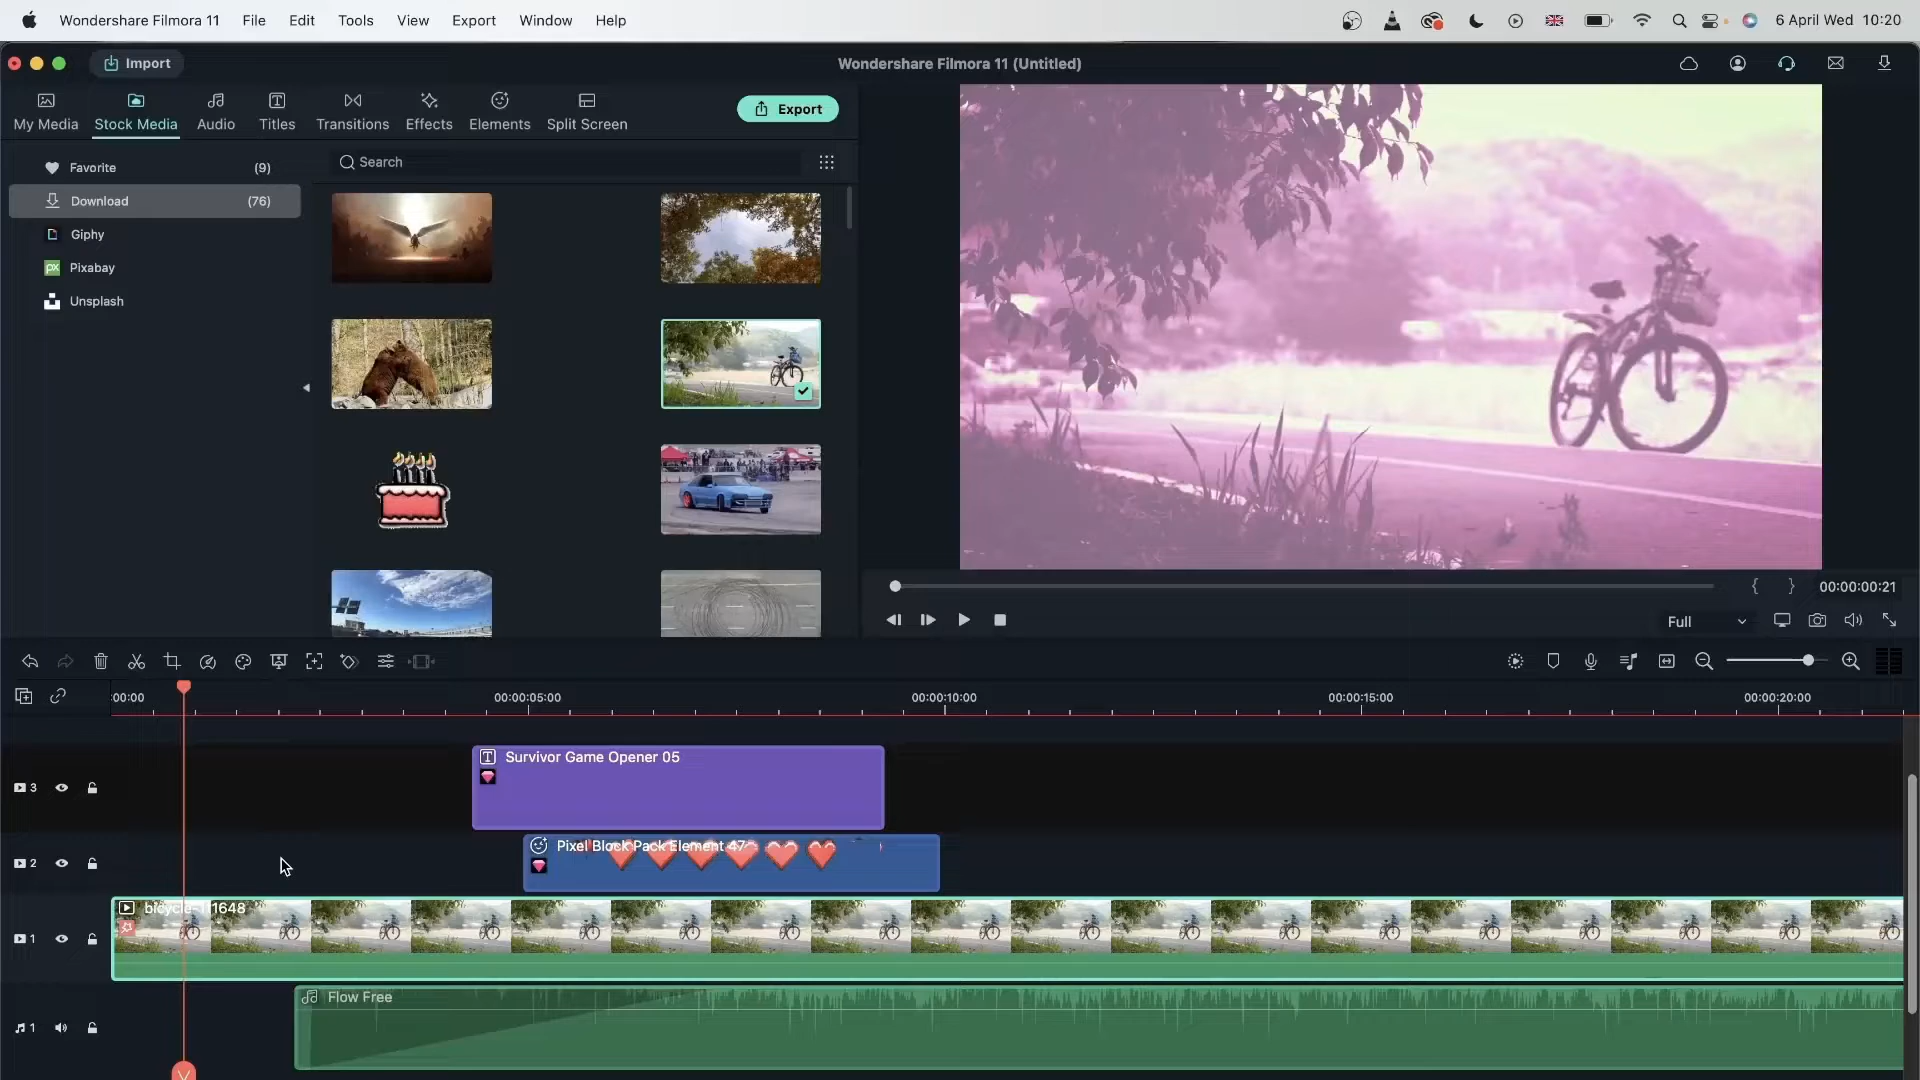 Wondershare Filmora 11 File Edit Tools View Export Window Help
6 April Wed 10:20
Import
Wondershare Filmora 11 (Untitled)
My Media Stock Media Audio Titles Transitions Effects Elements Split Screen
Export
Favorite (9)
Download (76)
Giphy
px Pixabay
Unsplash
Search
{ } 00:00:00:21
Full
:00:00 00:00:05:00 00:00:10:00 00:00:15:00 00:00:20:00
3
T Survivor Game Opener 05
2
Pixel Block Pack Element 47
1
bicycle-111648
1
Flow Free